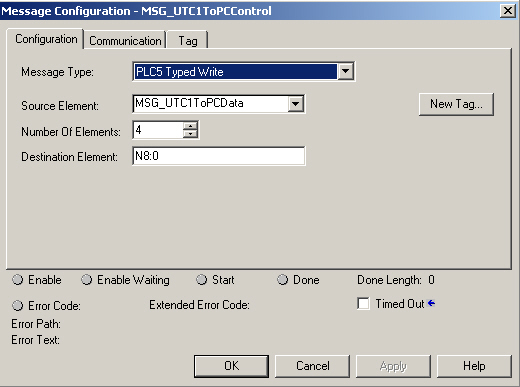 Message Configuration - MSG_UTC1ToPCControl
Configuration Communication Tag
Message Type: PLC5 Typed Write
Source Element: MSG_UTC1ToPCData New Tag...
Number Of Elements: 4
Destination Element: N8:0
Enable Enable Waiting Start Done Done Length: 0
Error Code: Extended Error Code: Timed Out
Error Path:
Error Text:
OK Cancel Apply Help